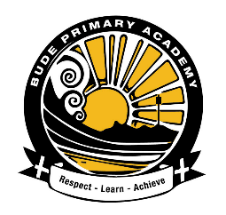 BUDE PRIMARY ACADEMY
Respect - Learn - Achieve